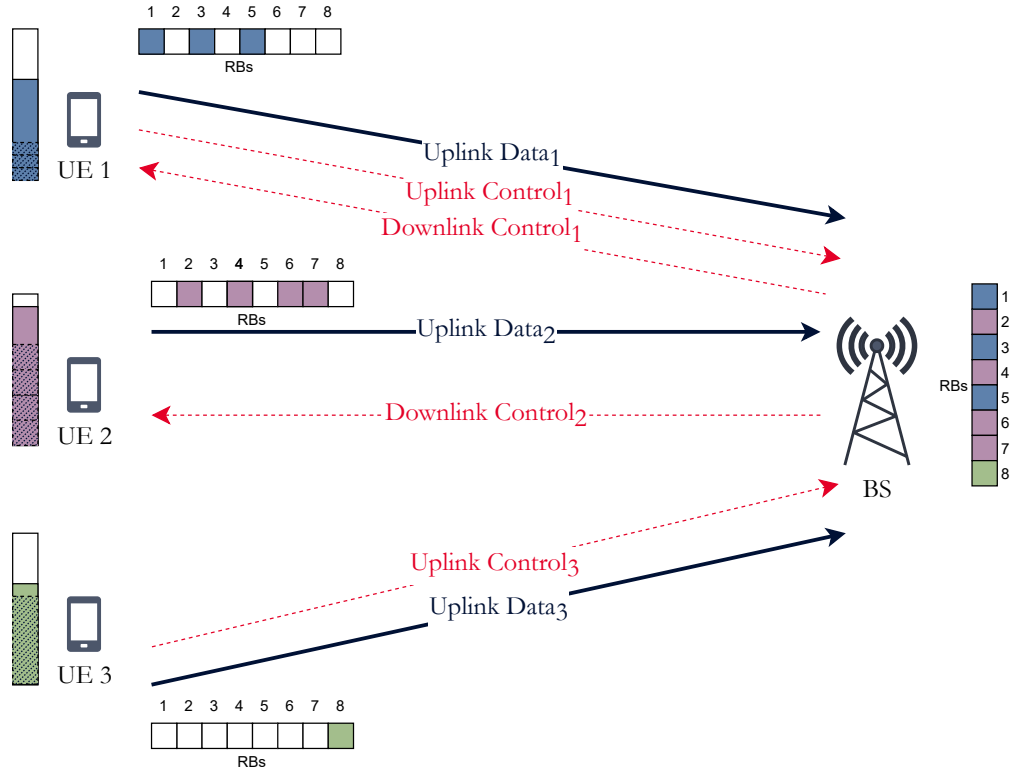 1 2 3 4 5 6 7 8
RBs
UE 1
Uplink Data1
Uplink Control1
Downlink Control1
1 2 3 4 5 6 7 8
RBs
UE 2
Uplink Data2
Downlink Control2
RBs
1
2
3
4
5
6
7
8
BS
Uplink Control3
Uplink Data3
UE 3
1 2 3 4 5 6 7 8
RBs